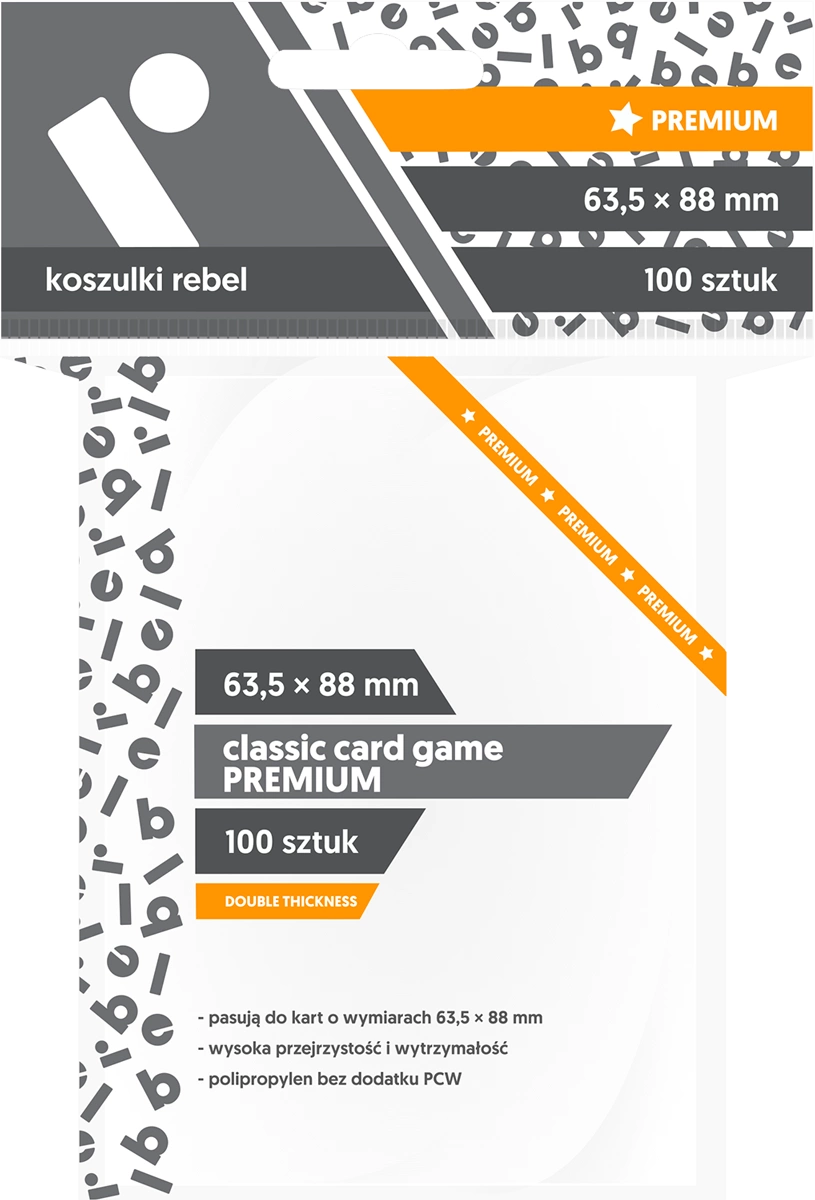 PREMIUM
63,5 × 88 mm
koszulki rebel
100 sztuk
PREMIUM PREMIUM PREMIUM
63,5 × 88 mm
classic card game
PREMIUM
100 sztuk
DOUBLE THICKNESS
- pasują do kart o wymiarach 63,5 × 88 mm
- wysoka przejrzystość i wytrzymałość
- polipropylen bez dodatku PCW